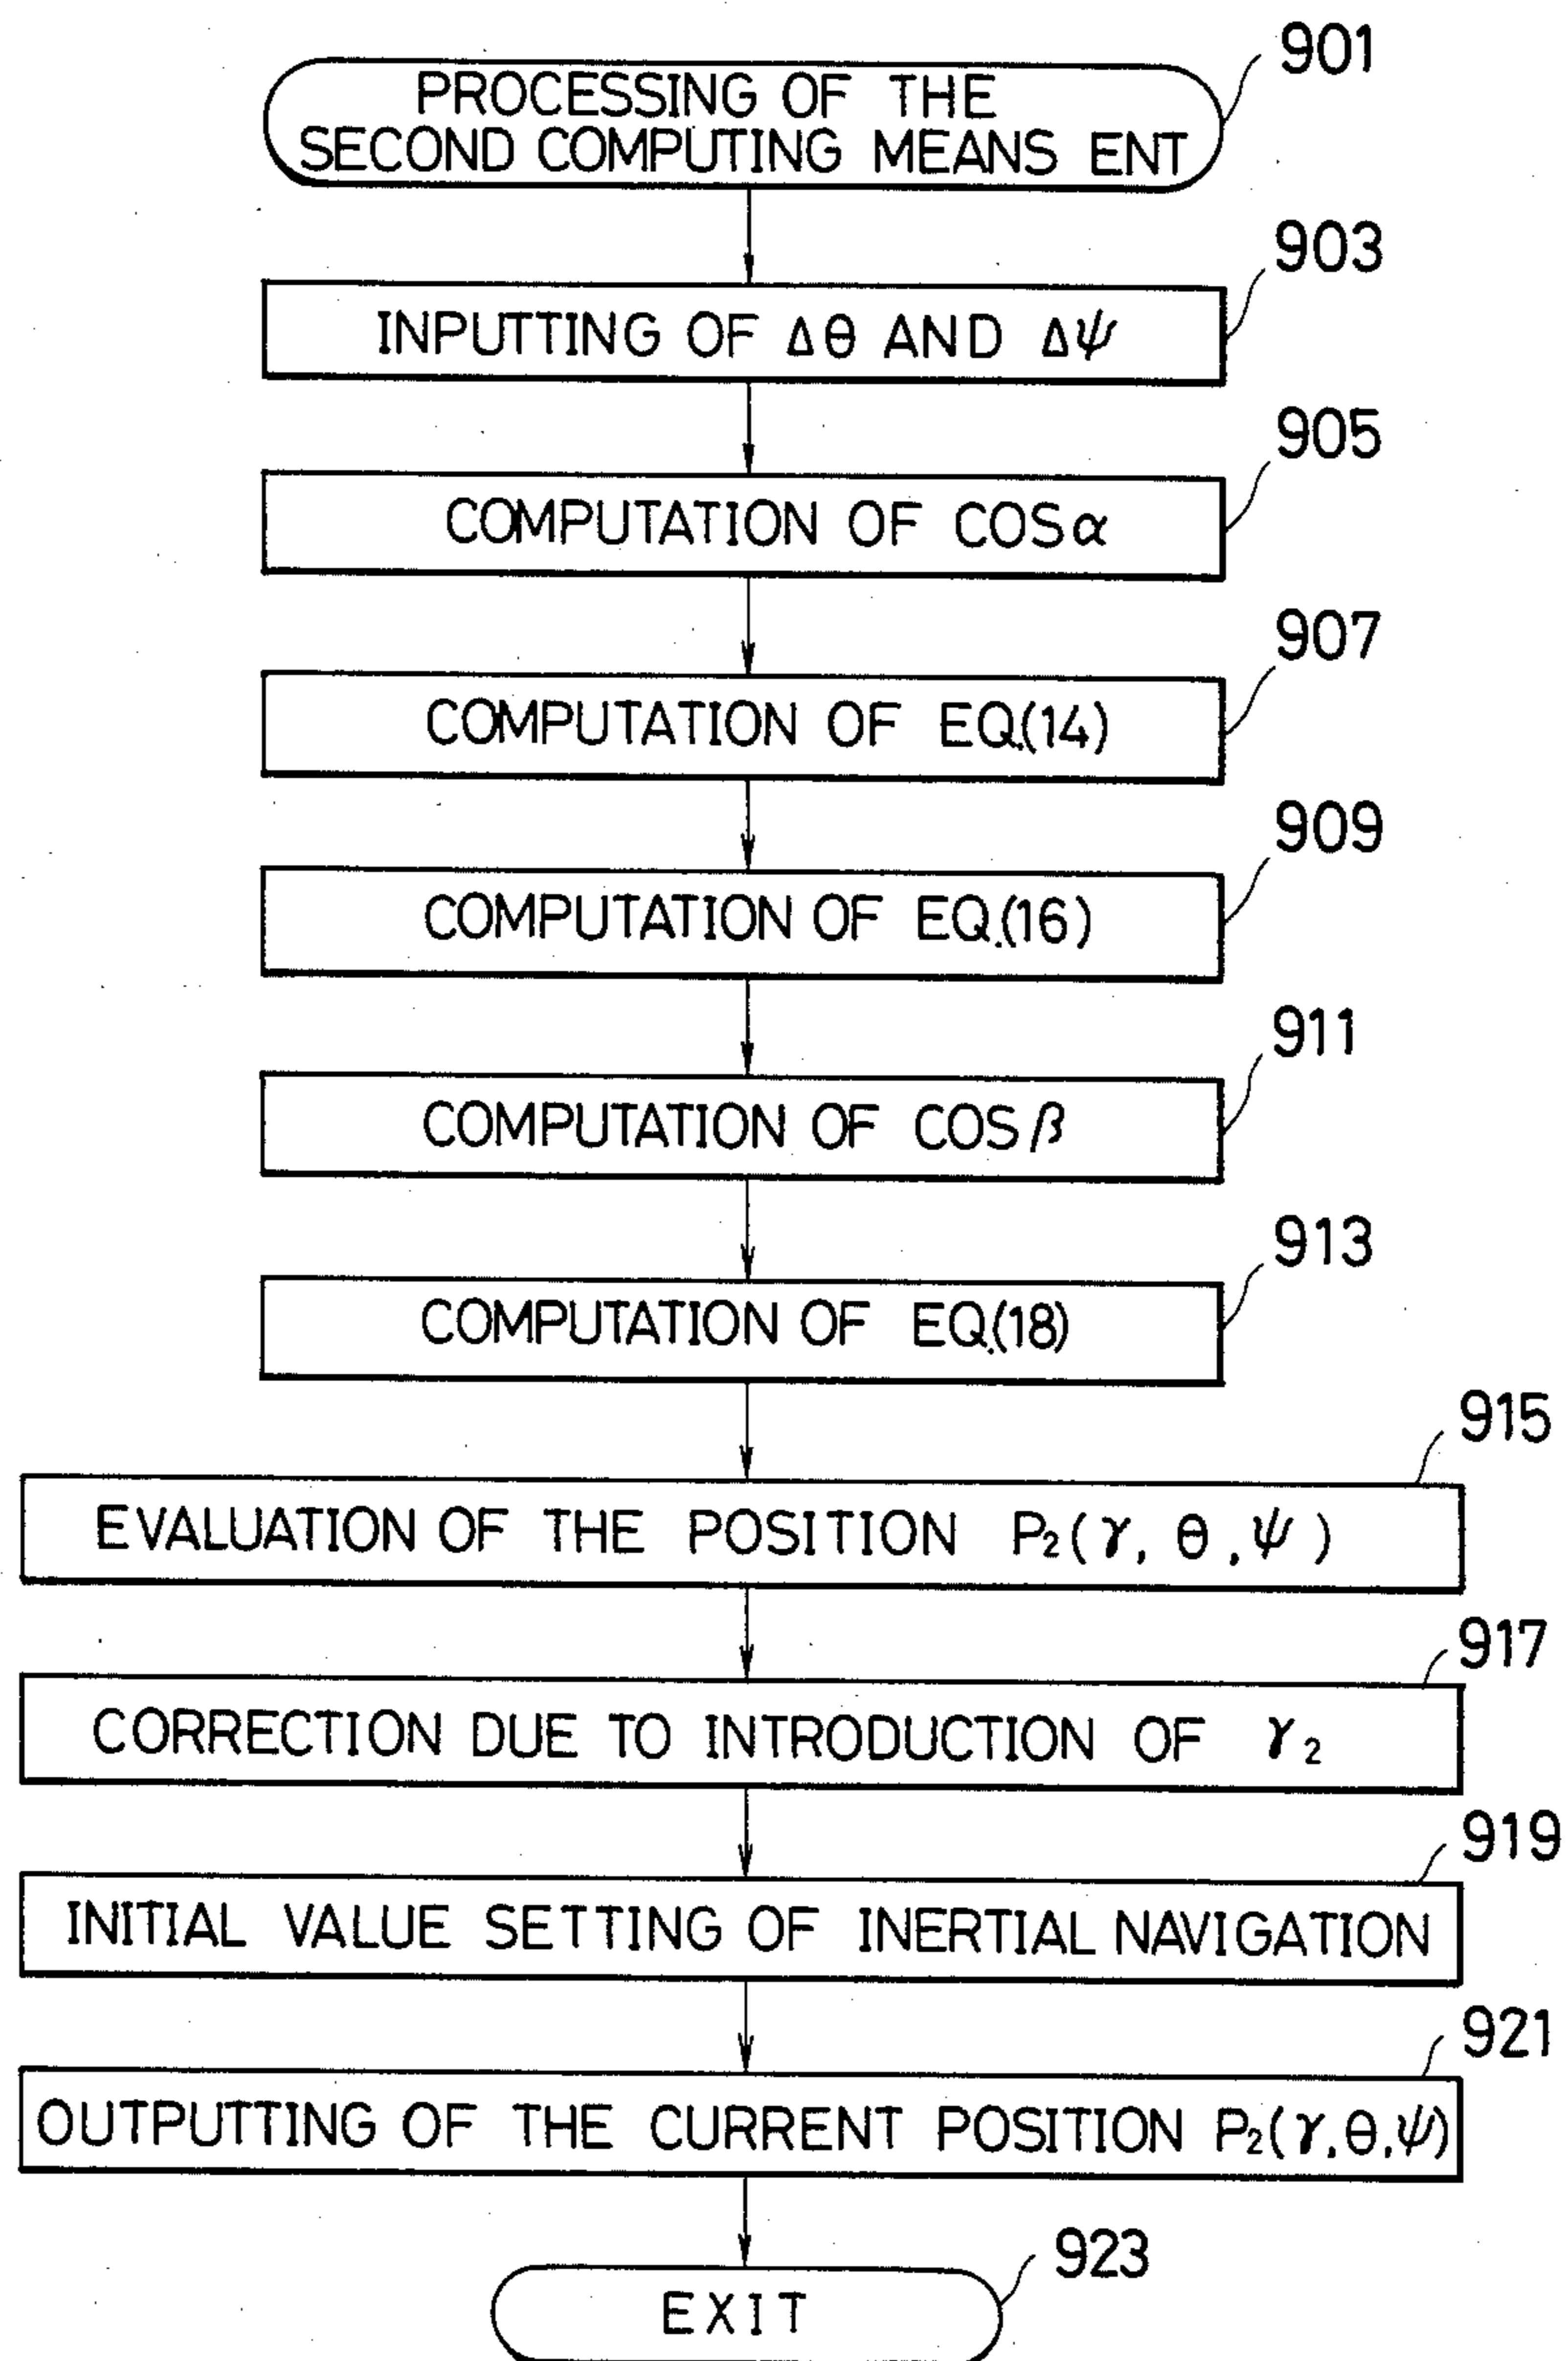 901
PROCESSING OF THE
SECOND COMPUTING MEANS ENT
903
INPUTTING OF Δθ AND Δψ
905
COMPUTATION OF COSα
907
COMPUTATION OF EQ.(14)
909
COMPUTATION OF EQ.(16)
911
COMPUTATION OF COSβ
913
COMPUTATION OF EQ.(18)
915
EVALUATION OF THE POSITION P₂(γ, θ, ψ)
917
CORRECTION DUE TO INTRODUCTION OF γ₂
919
INITIAL VALUE SETTING OF INERTIAL NAVIGATION
921
OUTPUTTING OF THE CURRENT POSITION P₂(γ,θ,ψ)
923
EXIT